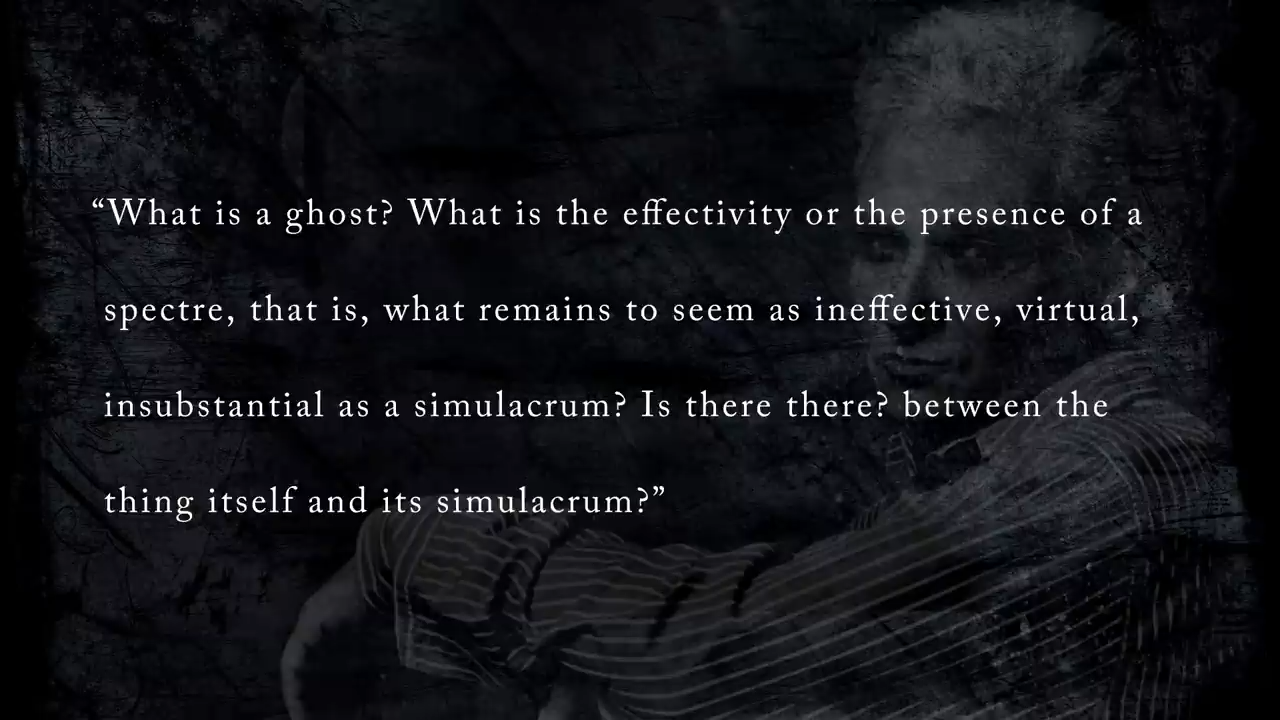 “What is a ghost? What is the effectivity or the presence of a
spectre, that is, what remains to seem as ineffective, virtual,
insubstantial as a simulacrum? Is there there? between the
thing itself and its simulacrum?”